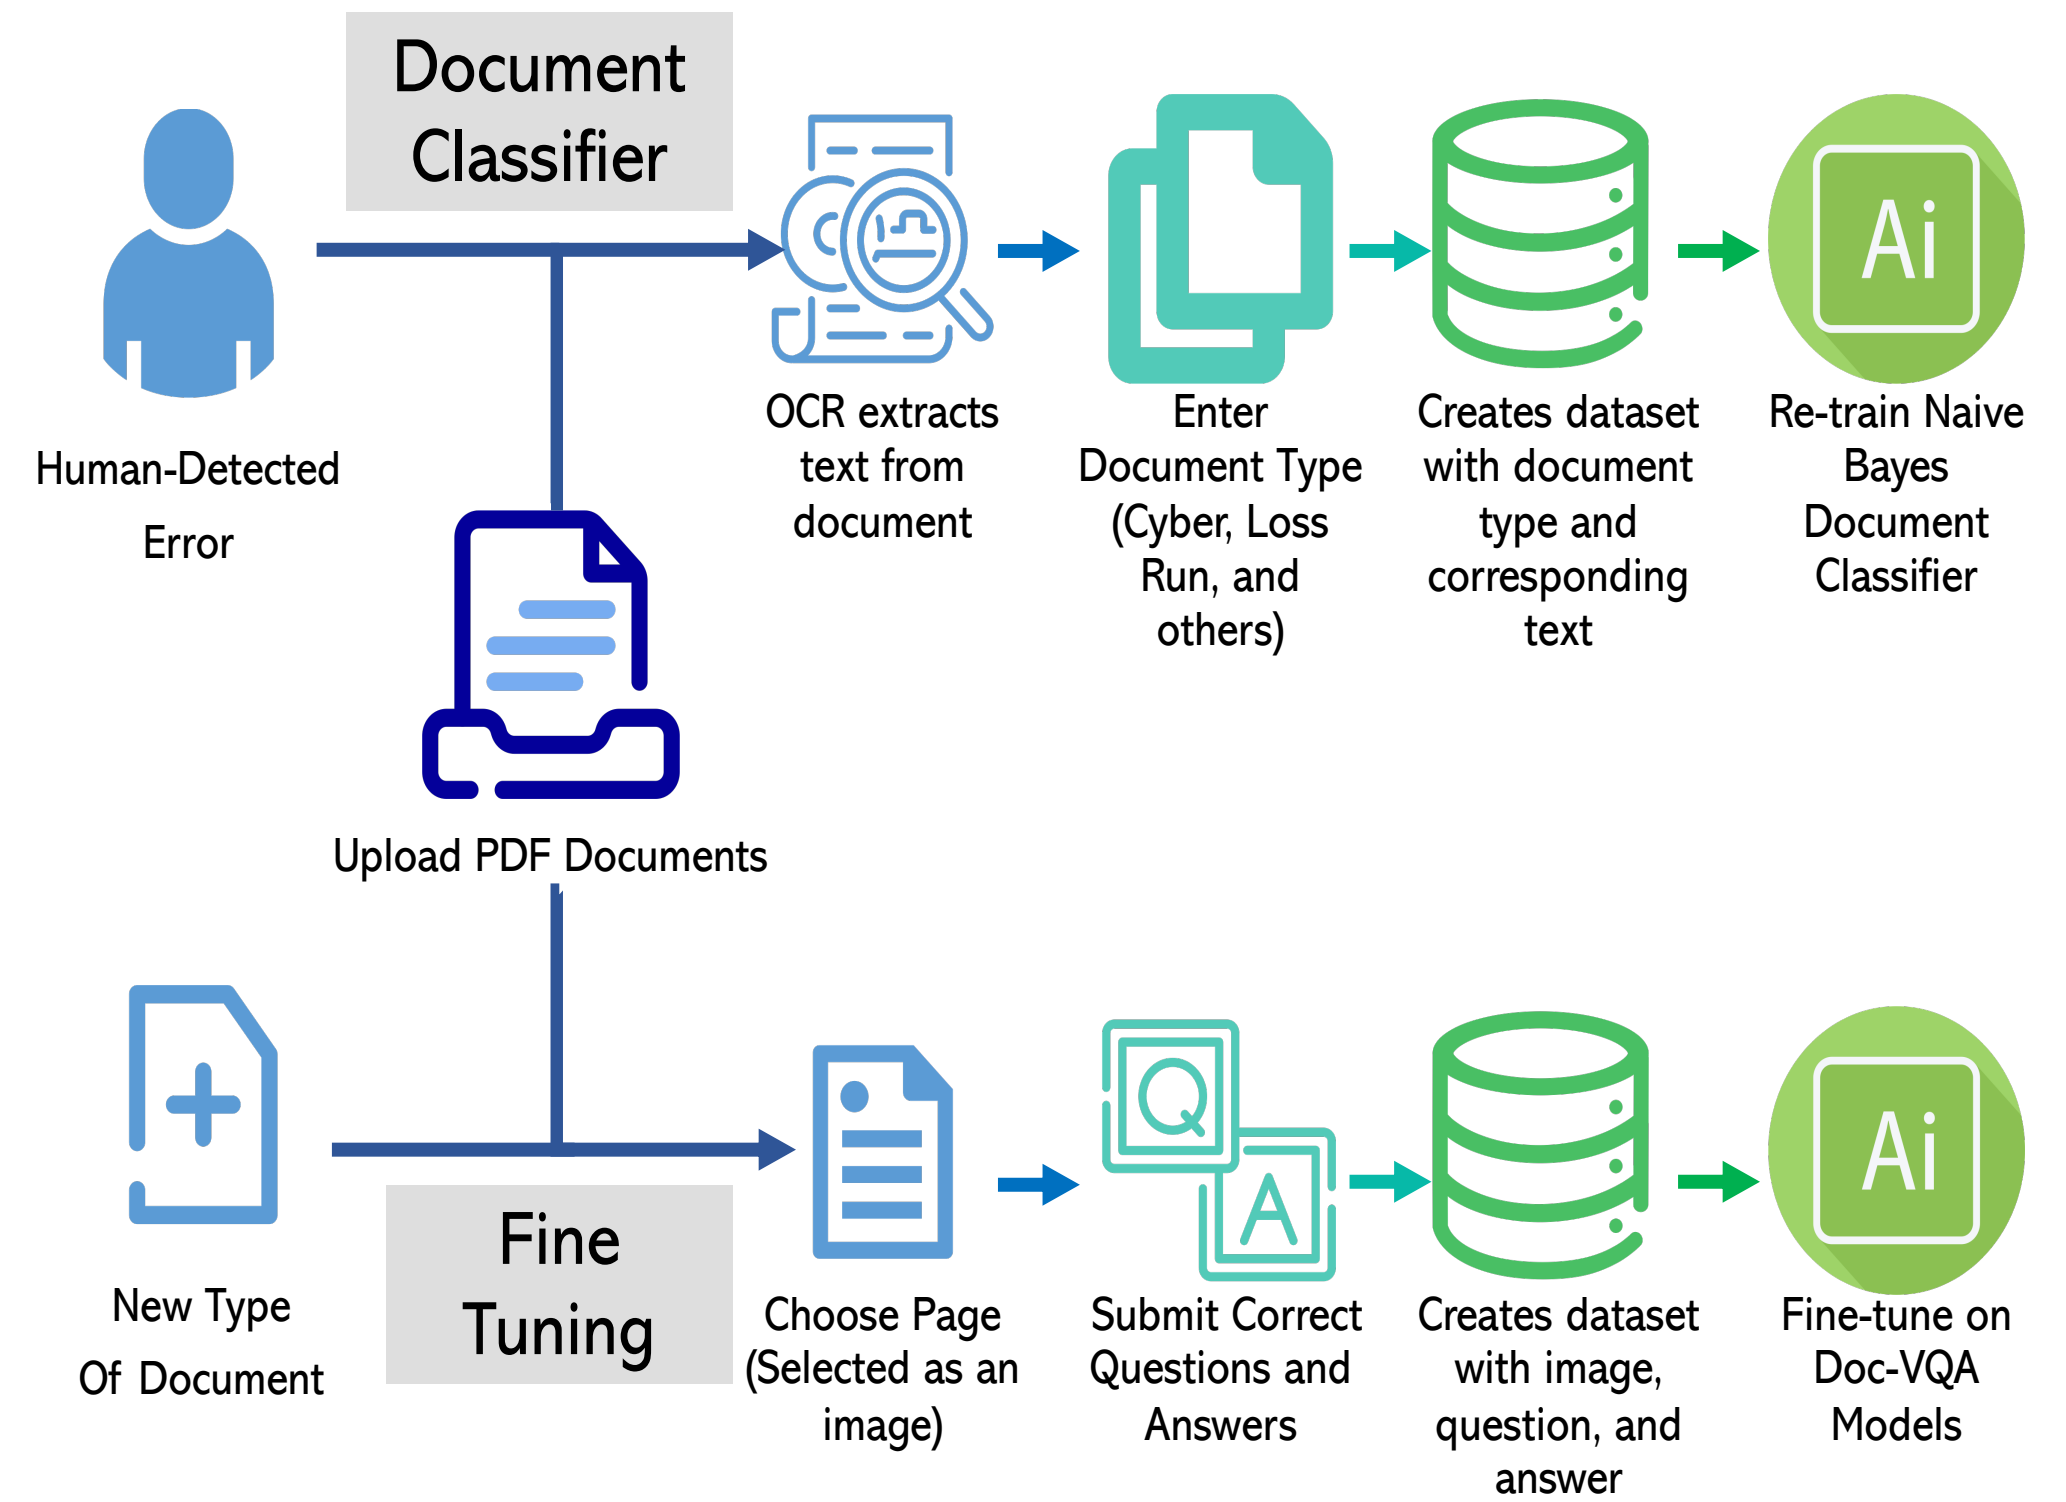 Document
Classifier
Human-Detected
Error
OCR extracts
text from
document
Enter
Document Type
(Cyber, Loss
Run, and
others)
Creates dataset
with document
type and
corresponding
text
Ai
Re-train Naive
Bayes
Document
Classifier
Upload PDF Documents
New Type
Of Document
Fine
Tuning
Choose Page
(Selected as an
image)
Q
A
Submit Correct
Questions and
Answers
Creates dataset
with image,
question, and
answer
Ai
Fine-tune on
Doc-VQA
Models